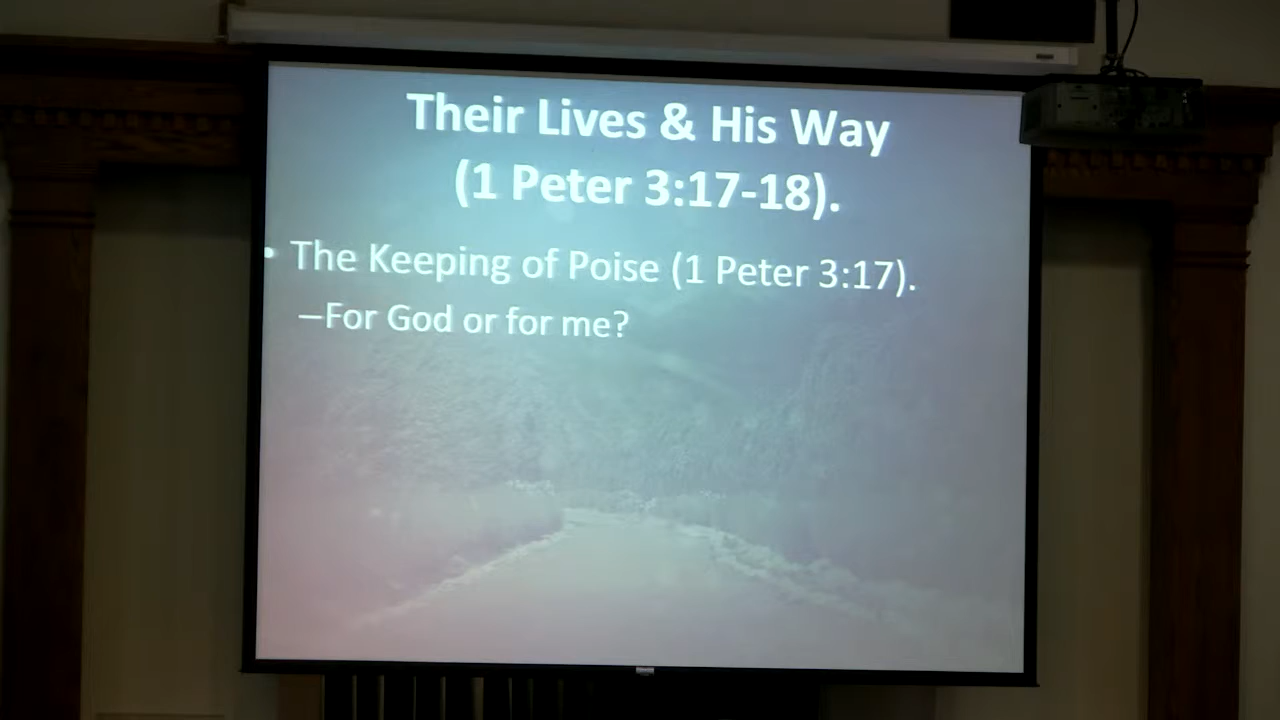 Their Lives & His Way
(1 Peter 3:17-18).
• The Keeping of Poise (1 Peter 3:17).
–For God or for me?